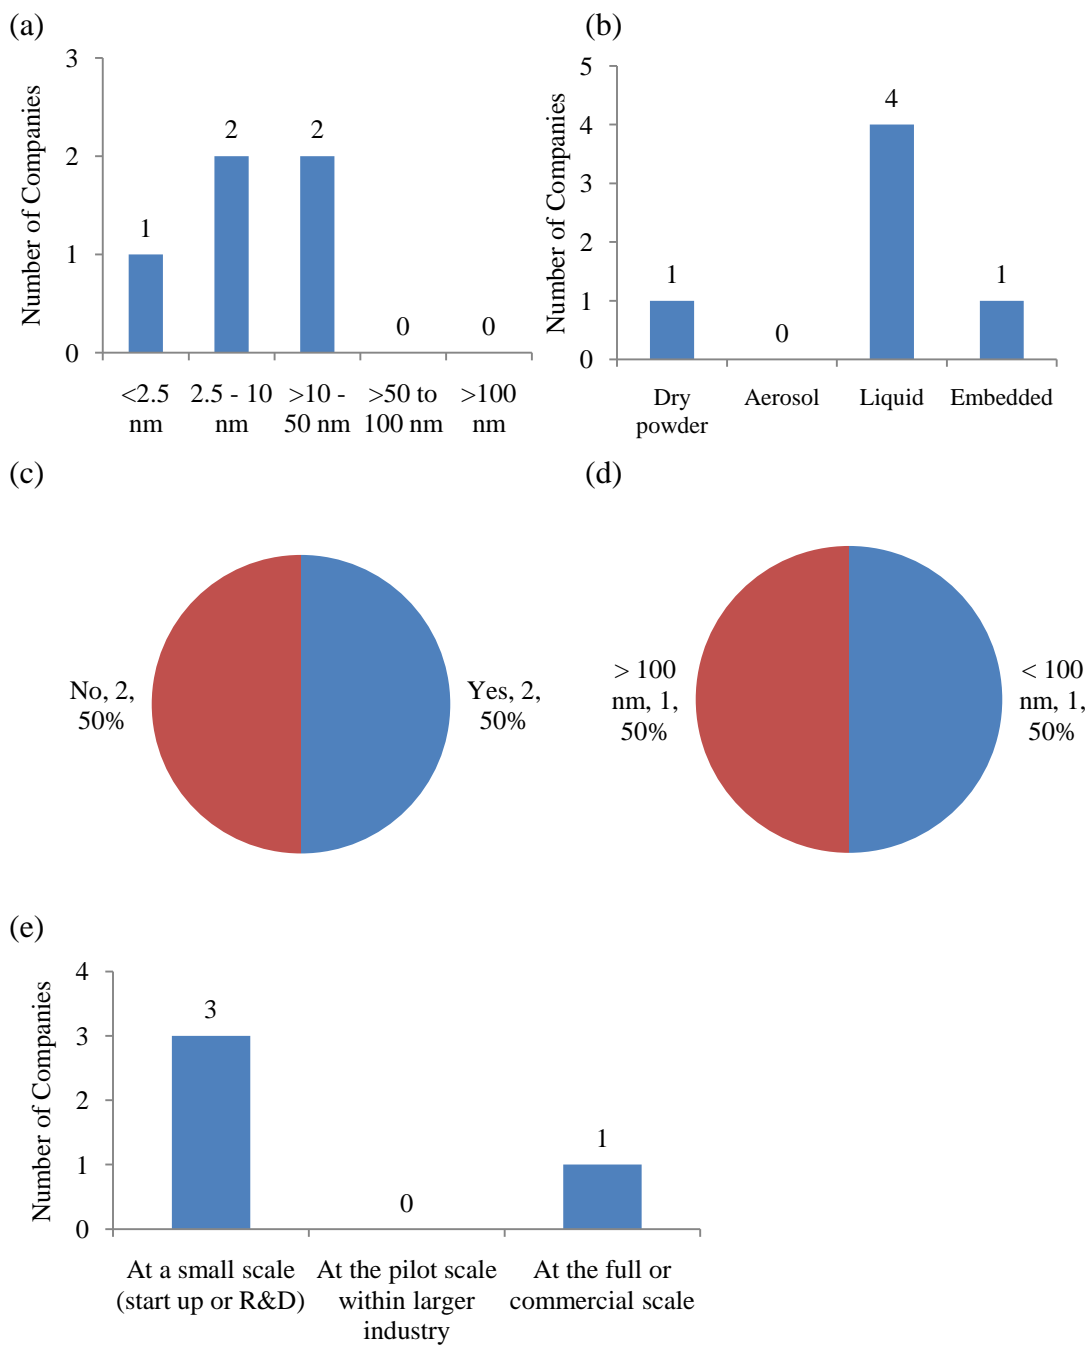 (a)
Number of Companies
3
2
1
0
1
2
2
0
0
<2.5
nm
2.5 - 10
nm
>10 -
50 nm
>50 to
100 nm
>100
nm
(b)
Number of Companies
5
4
3
2
1
0
1
0
4
1
Dry
powder
Aerosol
Liquid
Embedded
(c)
No, 2,
50%
Yes, 2,
50%
(d)
> 100
nm, 1,
50%
< 100
nm, 1,
50%
(e)
Number of Companies
4
3
2
1
0
3
0
1
At a small scale
(start up or R&D)
At the pilot scale
within larger
industry
At the full or
commercial scale